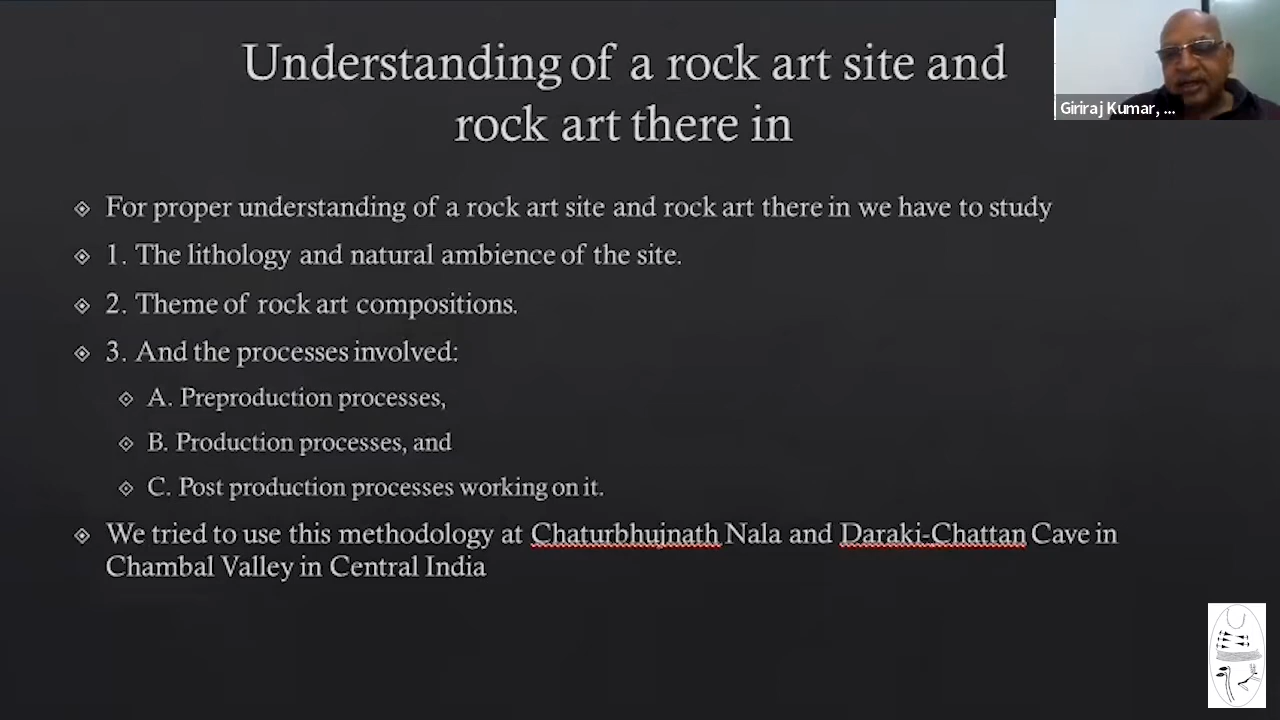 Understanding of a rock art site and
rock art there in
Giriraj Kumar, ...
For proper understanding of a rock art site and rock art there in we have to study
1. The lithology and natural ambience of the site.
2. Theme of rock art compositions.
3. And the processes involved:
A. Preproduction processes,
B. Production processes, and
C. Post production processes working on it.
We tried to use this methodology at Chaturbhujnath Nala and Daraki-Chattan Cave in
Chambal Valley in Central India